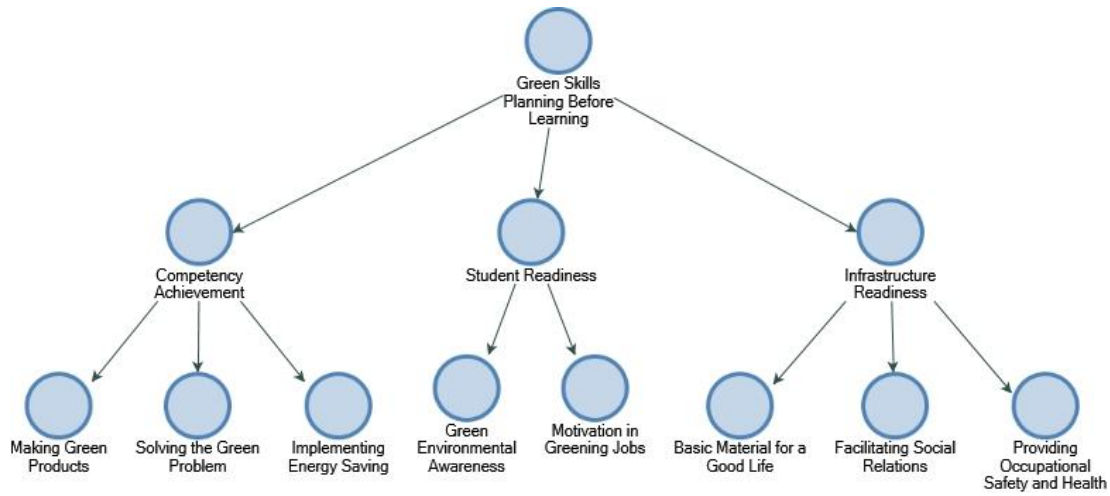 Green Skills
Planning Before
Learning
Competency
Achievement
Student Readiness
Infrastructure
Readiness
Making Green
Products
Solving the Green
Problem
Implementing
Energy Saving
Green
Environmental
Awareness
Motivation in
Greening Jobs
Basic Material for a
Good Life
Facilitating Social
Relations
Providing
Occupational
Safety and Health